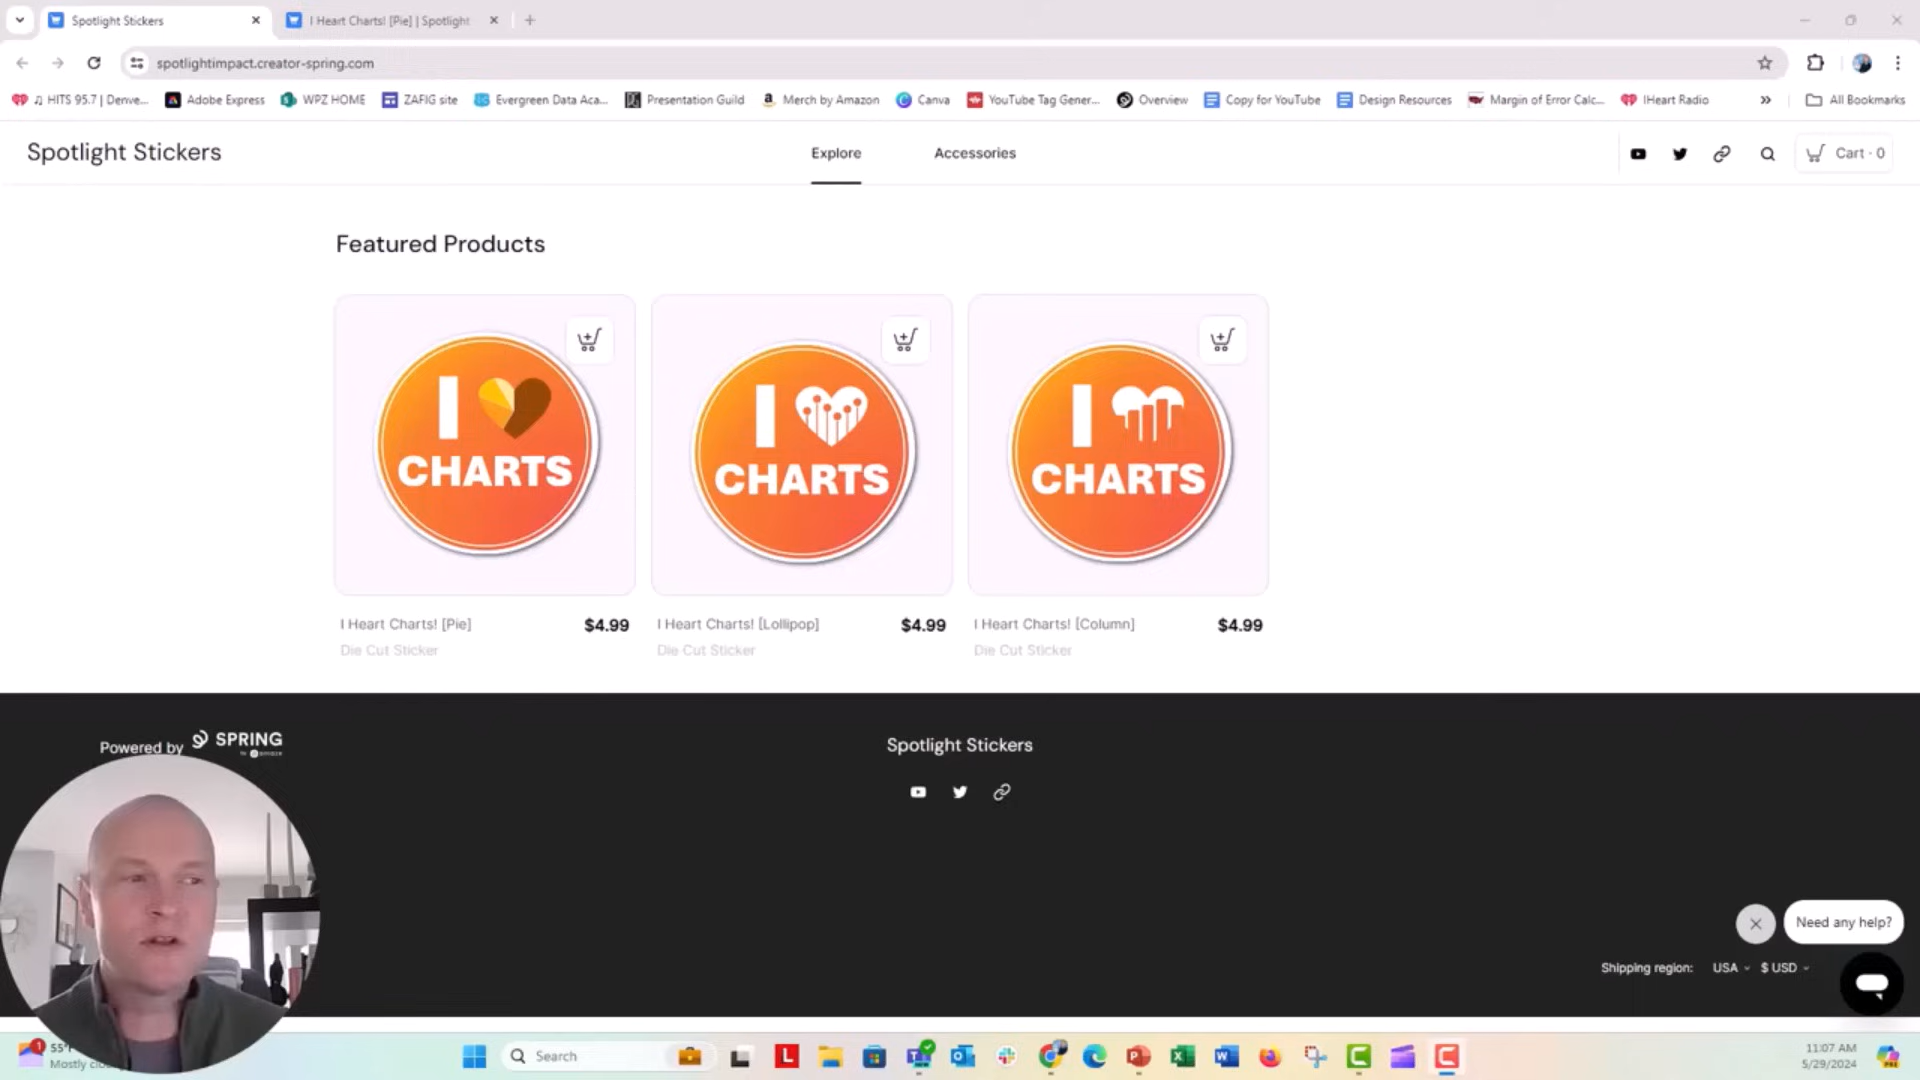 Spotlight Stickers
I Heart Charts! [Pie] | Spotlight
spotlightimpact.creator-spring.com
♫ HITS 95.7 | Denve...
Adobe Express
WPZ HOME
ZAFIG site
Evergreen Data Aca...
Presentation Guild
Merch by Amazon
Canva
YouTube Tag Gener...
Overview
Copy for YouTube
Design Resources
Margin of Error Calc...
IHeart Radio
»
All Bookmarks
Spotlight Stickers
Explore
Accessories
Cart · 0
Featured Products
I
CHARTS
I
CHARTS
I
CHARTS
I Heart Charts! [Pie] $4.99
Die Cut Sticker
I Heart Charts! [Lollipop] $4.99
Die Cut Sticker
I Heart Charts! [Column] $4.99
Die Cut Sticker
Powered by SPRING
Spotlight Stickers
Need any help?
Shipping region: USA $ USD
1
55°
Mostly
Search
L
11:07 AM
5/29/2024